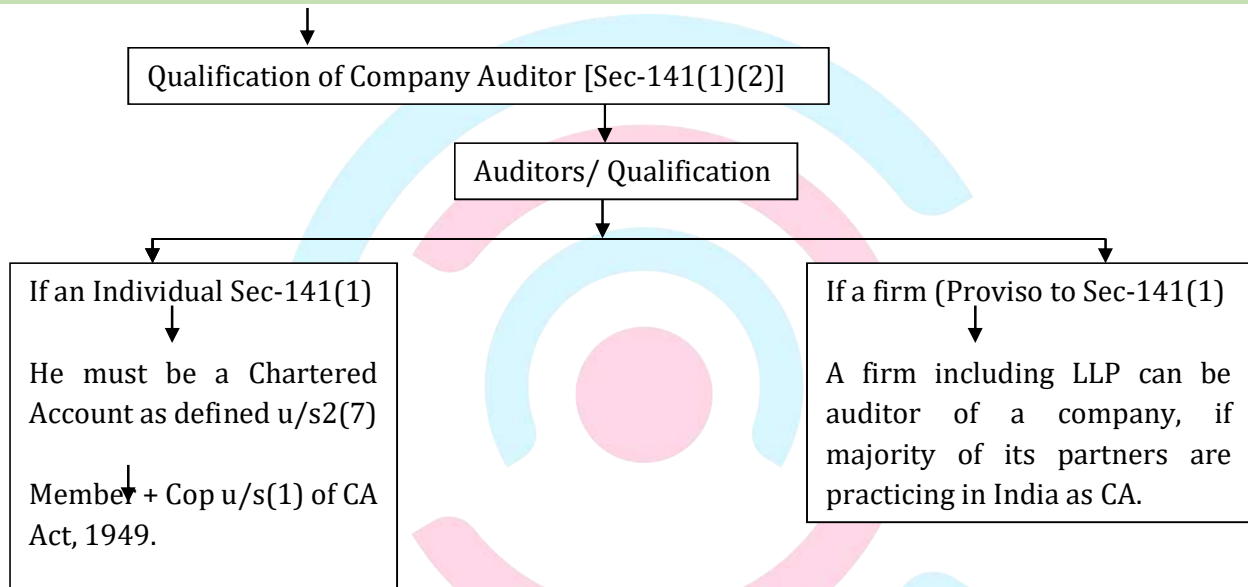 Qualification of Company Auditor [Sec-141(1)(2)]
Auditors/ Qualification
If an Individual Sec-141(1)
He must be a Chartered
Account as defined u/s2(7)
Member + Cop u/s(1) of CA
Act, 1949.
If a firm (Proviso to Sec-141(1)
A firm including LLP can be
auditor of a company, if
majority of its partners are
practicing in India as CA.